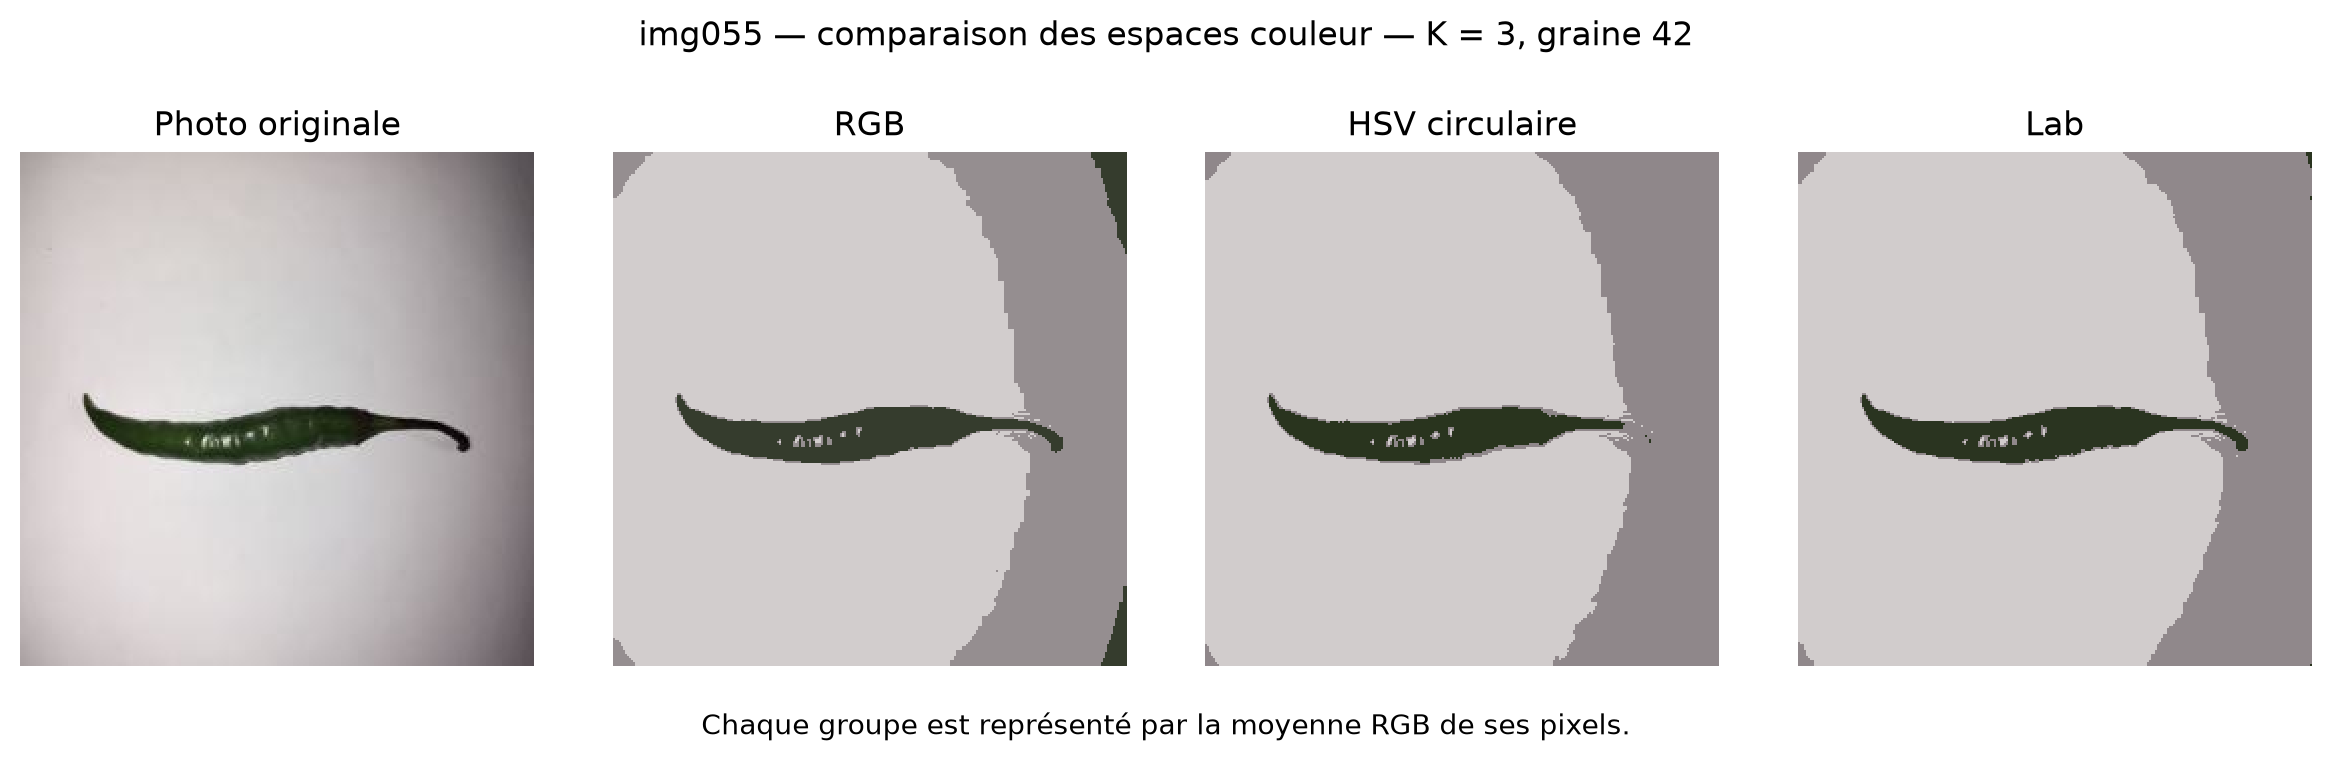 img055 — comparaison des espaces couleur — K = 3, graine 42
Photo originale
RGB
HSV circulaire
Lab
Chaque groupe est représenté par la moyenne RGB de ses pixels.